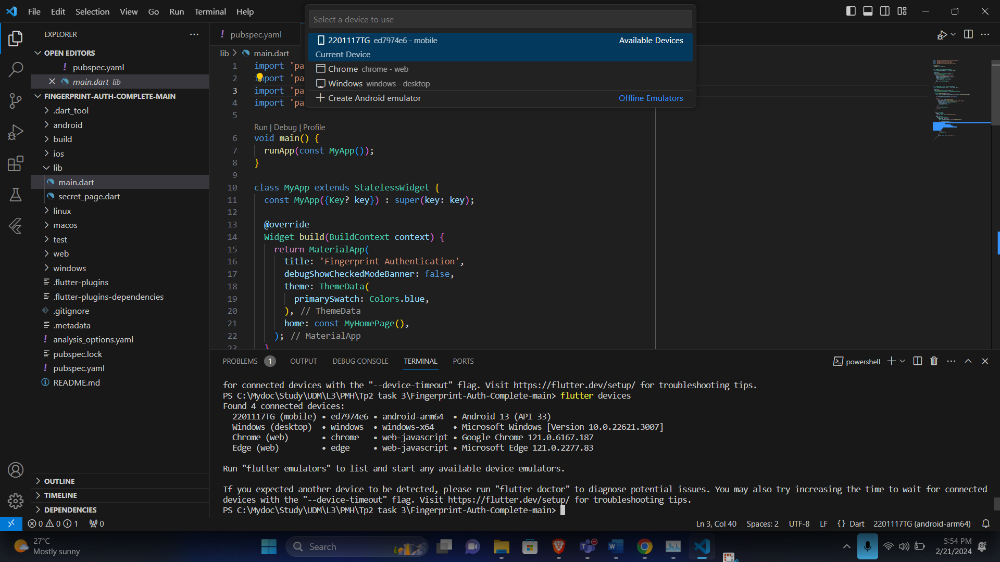 File Edit Selection View Go Run Terminal Help
Select a device to use
2201117TG ed7974e6 - mobile Available Devices
Current Device
Chrome chrome - web
Windows windows - desktop
Create Android emulator Offline Emulators
EXPLORER
OPEN EDITORS
! pubspec.yaml
main.dart lib
FINGERPRINT-AUTH-COMPLETE-MAIN
.dart_tool
android
build
ios
lib
main.dart
secret_page.dart
linux
macos
test
web
windows
.flutter-plugins
.flutter-plugins-dependencies
.gitignore
.metadata
! analysis_options.yaml
pubspec.lock
! pubspec.yaml
README.md
OUTLINE
TIMELINE
DEPENDENCIES
! pubspec.yaml
lib > main.dart
1 import 'pa
2 import 'pa
3 import 'pa
4 import 'pa
5
Run | Debug | Profile
6 void main() {
7 runApp(const MyApp());
8 }
9
10 class MyApp extends StatelessWidget {
11 const MyApp({Key? key}) : super(key: key);
12
13 @override
14 Widget build(BuildContext context) {
15 return MaterialApp(
16 title: 'Fingerprint Authentication',
17 debugShowCheckedModeBanner: false,
18 theme: ThemeData(
19 primarySwatch: Colors.blue,
20 ), // ThemeData
21 home: const MyHomePage(),
22 ); // MaterialApp
23 }
PROBLEMS 1 OUTPUT DEBUG CONSOLE TERMINAL PORTS powershell
for connected devices with the "--device-timeout" flag. Visit https://flutter.dev/setup/ for troubleshooting tips.
PS C:\Mydoc\Study\UDM\L3\PMH\Tp2 task 3\Fingerprint-Auth-Complete-main> flutter devices
Found 4 connected devices:
2201117TG (mobile) • ed7974e6 • android-arm64 • Android 13 (API 33)
Windows (desktop) • windows • windows-x64 • Microsoft Windows [Version 10.0.22621.3007]
Chrome (web) • chrome • web-javascript • Google Chrome 121.0.6167.187
Edge (web) • edge • web-javascript • Microsoft Edge 121.0.2277.83
Run "flutter emulators" to list and start any available device emulators.
If you expected another device to be detected, please run "flutter doctor" to diagnose potential issues. You may also try increasing the time to wait for connected
devices with the "--device-timeout" flag. Visit https://flutter.dev/setup/ for troubleshooting tips.
PS C:\Mydoc\Study\UDM\L3\PMH\Tp2 task 3\Fingerprint-Auth-Complete-main>
0 0 1 0 Ln 3, Col 40 Spaces: 2 UTF-8 LF {} Dart 2201117TG (android-arm64)
27°C
Mostly sunny
Search
5:54 PM
2/21/2024